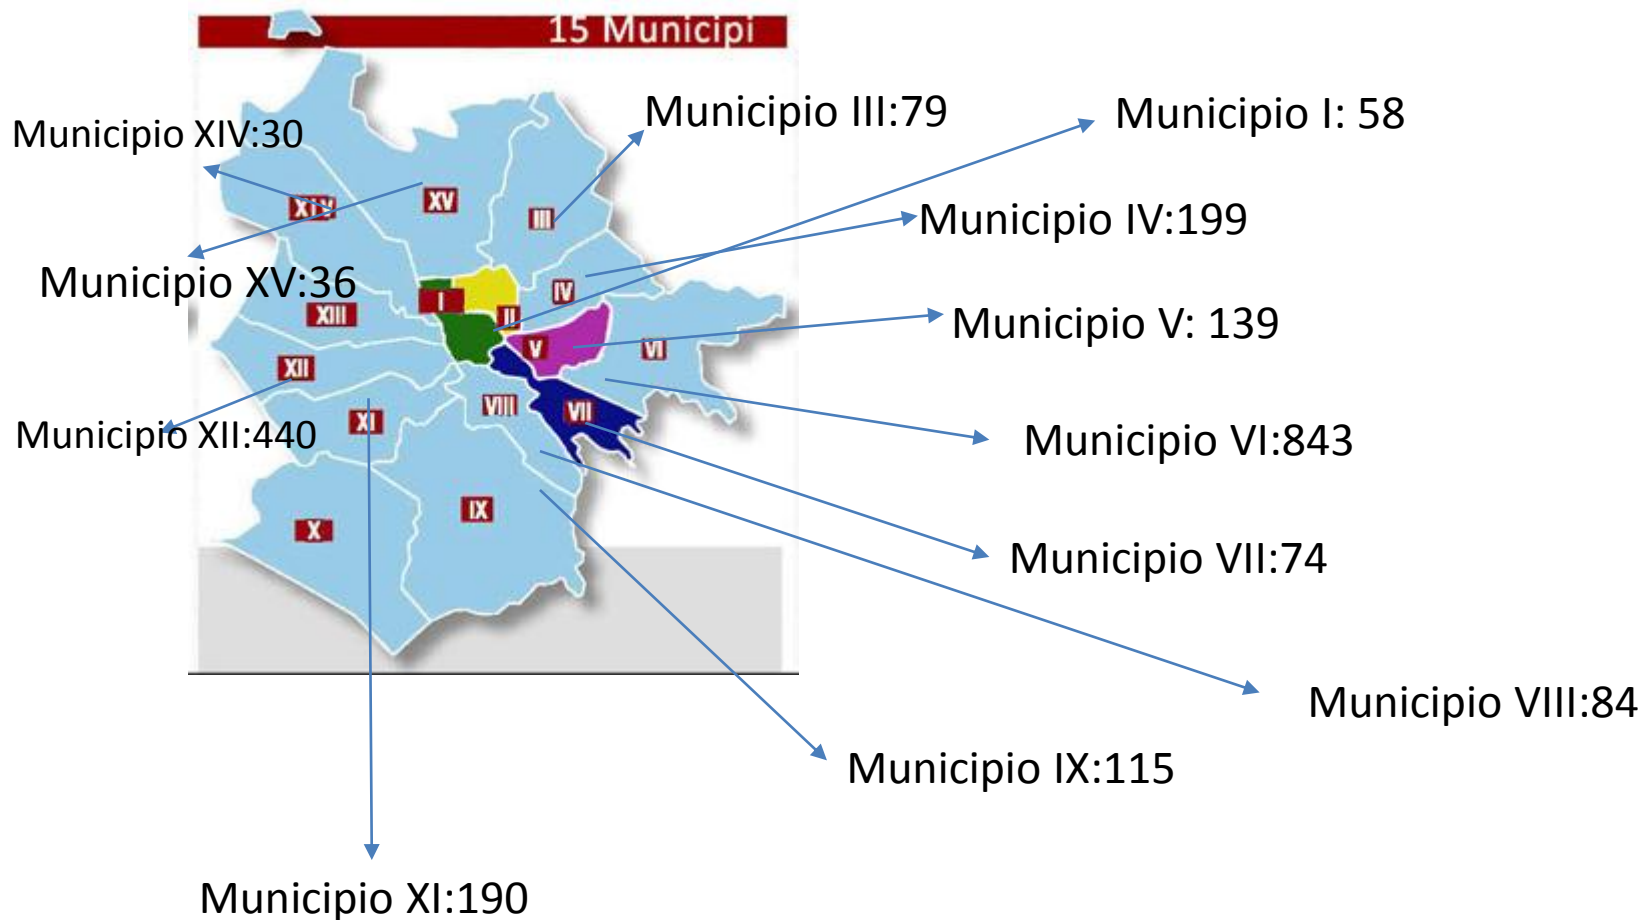 15 Municipi
Municipio III:79
Municipio I: 58
Municipio XIV:30
XIV
XV
III
Municipio IV:199
Municipio XV:36
I
IV
XIII
II
Municipio V: 139
V
VI
XII
VIII
VII
XI
Municipio XII:440
Municipio VI:843
IX
X
Municipio VII:74
Municipio VIII:84
Municipio IX:115
Municipio XI:190